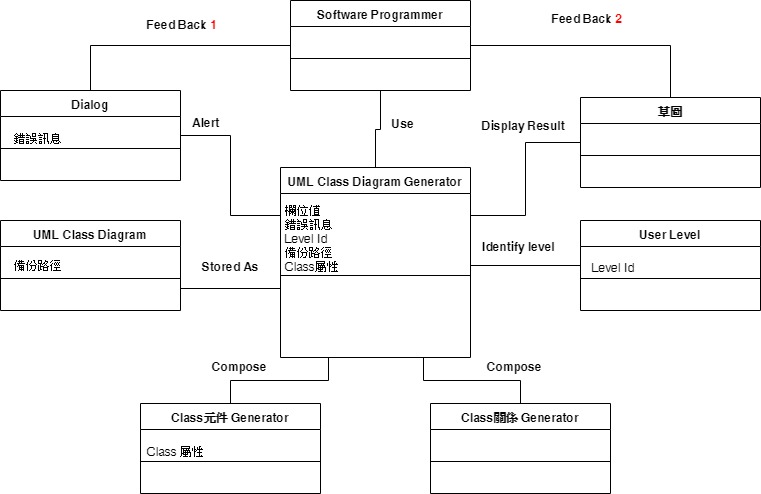 Software Programmer
Feed Back 1
Feed Back 2
Dialog
錯誤訊息
Alert
Use
Display Result
草圖
UML Class Diagram Generator
欄位值
錯誤訊息
Level Id
備份路徑
Class屬性
UML Class Diagram
備份路徑
Stored As
Identify level
User Level
Level Id
Compose
Compose
Class元件 Generator
Class 屬性
Class關係 Generator